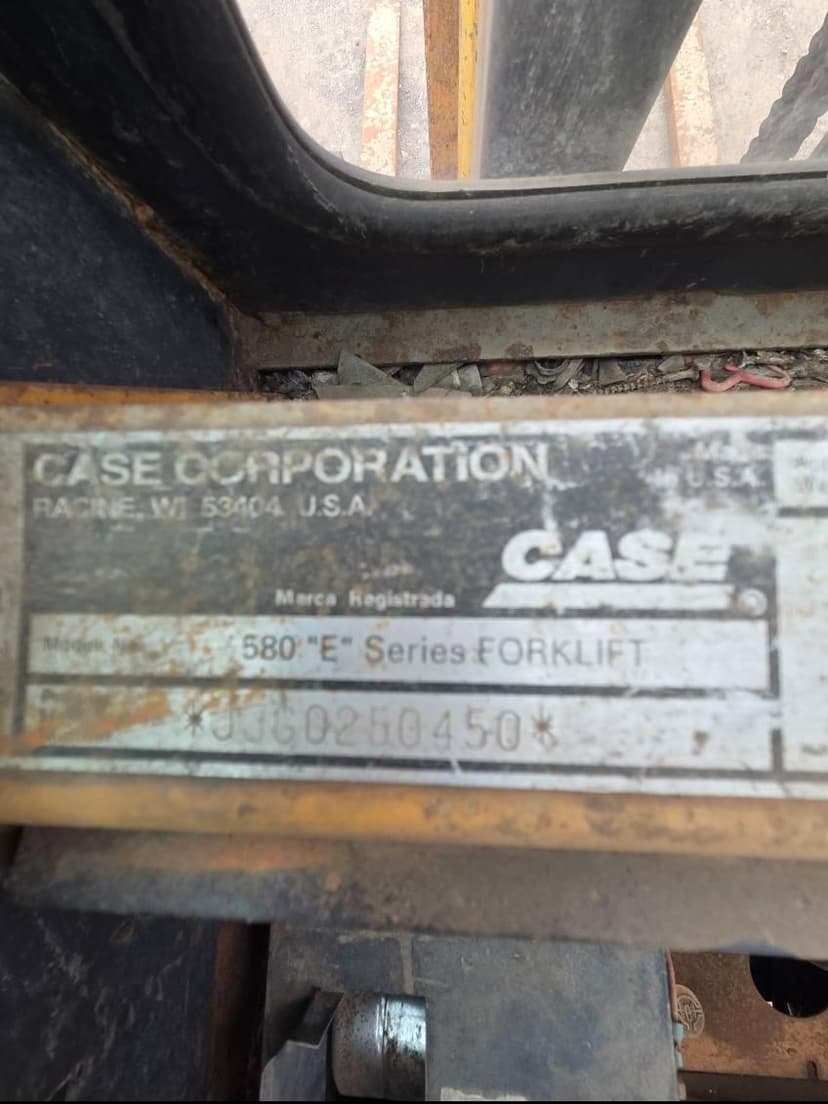 CASE CORPORATION
RACINE, WI 53404 U.S.A.
U.S.A.
CASE
Marca Registrada
580 "E" Series FORKLIFT
*JJG0250450*